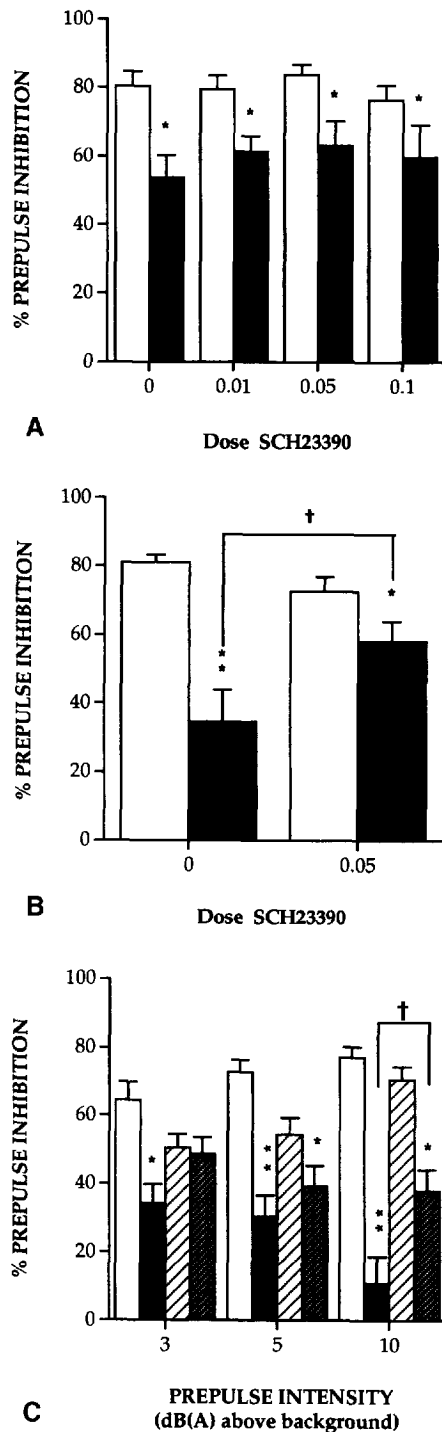 100
80
60
40
20
0
% PREPULSE INHIBITION
* * * *
0 0.01 0.05 0.1
A
Dose SCH23390
100
80
60
40
20
0
% PREPULSE INHIBITION
†
*
*
*
0 0.05
B
Dose SCH23390
100
80
60
40
20
0
% PREPULSE INHIBITION
†
* * * * * * *
3 5 10
C
PREPULSE INTENSITY
(dB(A) above background)